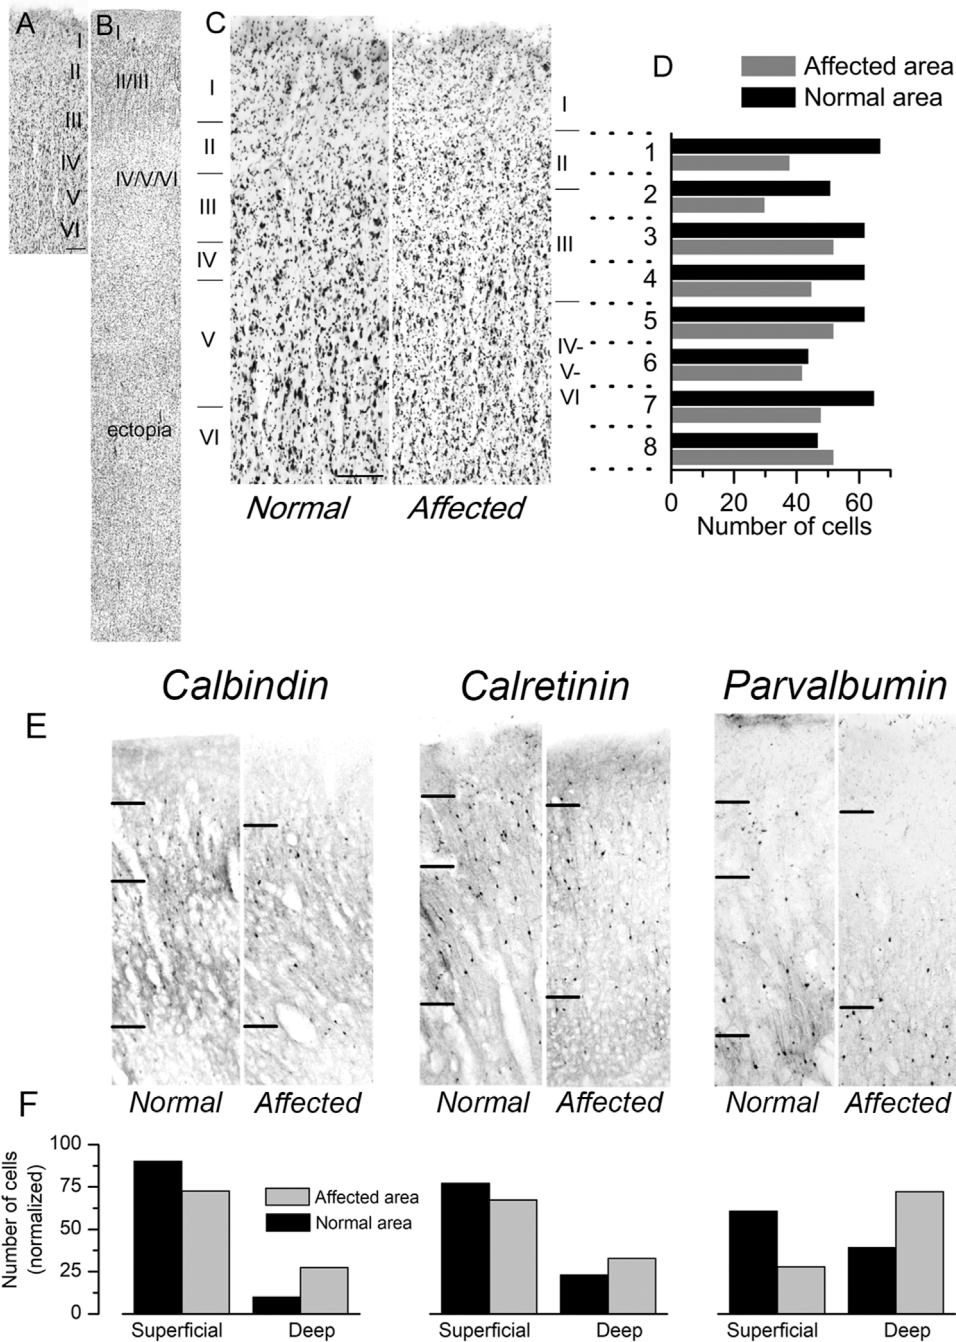 A
I
II
III
IV
V
VI
B
I
II/III
IV/V/VI
ectopia
C
I
II
III
IV
V
VI
Normal
Affected
I
II
III
IV-
V-
VI
D
Affected area
Normal area
1
2
3
4
5
6
7
8
0 20 40 60
Number of cells
Calbindin Calretinin Parvalbumin
E
Normal Affected Normal Affected Normal Affected
F
Number of cells
(normalized)
100
75
50
25
0
Affected area
Normal area
Superficial Deep Superficial Deep Superficial Deep